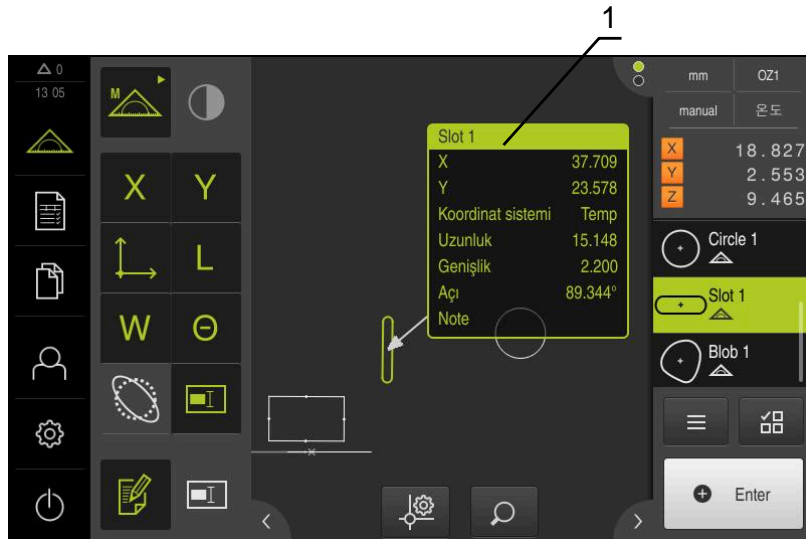 1
0
13 05
M
X Y
L
W Θ
Slot 1
X 37.709
Y 23.578
Koordinat sistemi Temp
Uzunluk 15.148
Genişlik 2.200
Açı 89.344°
Note
mm OZ1
manual 온도
X 18.827
Y 2.553
Z 9.465
Circle 1
Slot 1
Blob 1
Enter